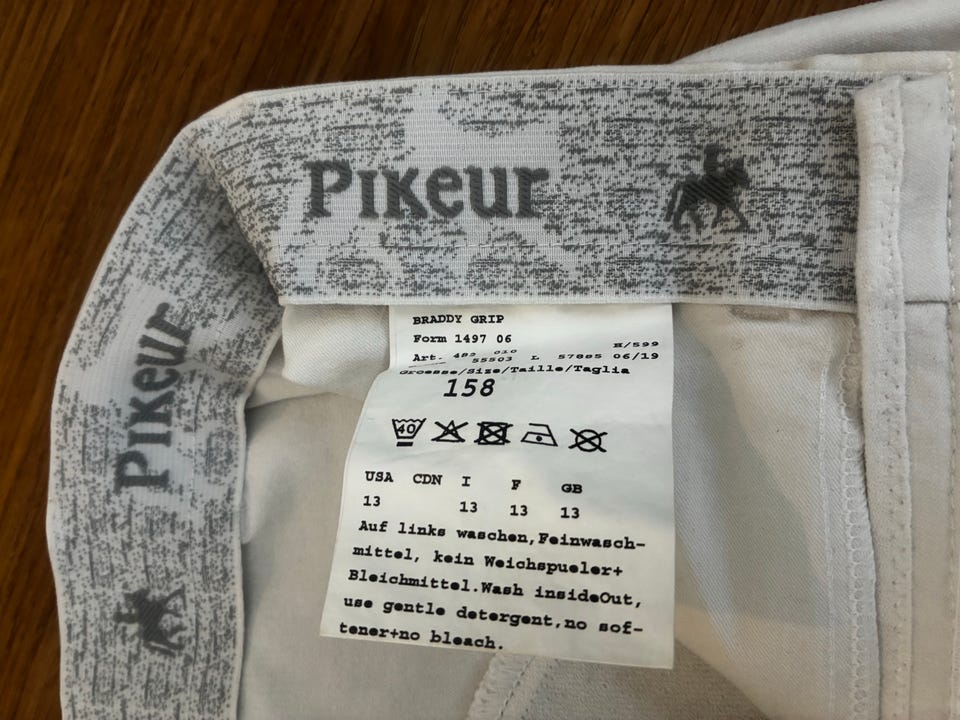 Pikeur
Pikeur
BRADDY GRIP
Form 1497 06 H/599
Art. 55503 L 57885 06/19
Groesse/Size/Taille/Taglia
158
40
USA CDN I F GB
13 13 13 13
Auf links waschen,Feinwasch-
mittel, kein Weichspueler+
Bleichmittel.Wash insideOut,
use gentle detergent,no sof-
tener+no bleach.